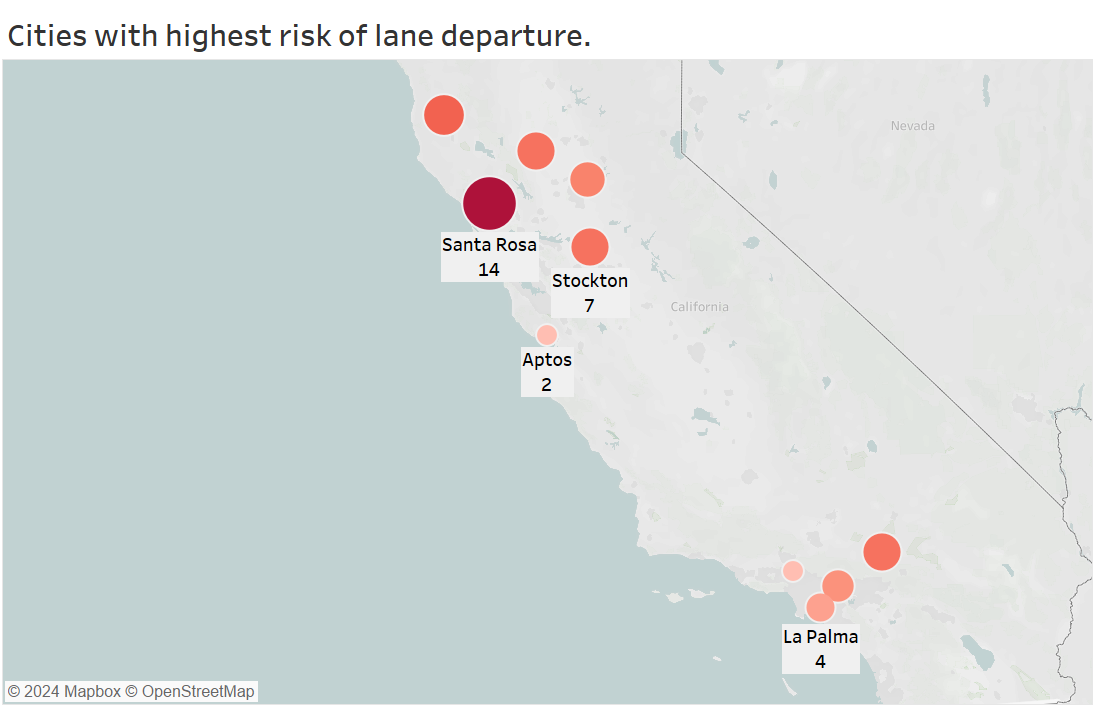 Cities with highest risk of lane departure.
Nevada
Santa Rosa
14
Stockton
7
California
Aptos
2
La Palma
4
© 2024 Mapbox © OpenStreetMap